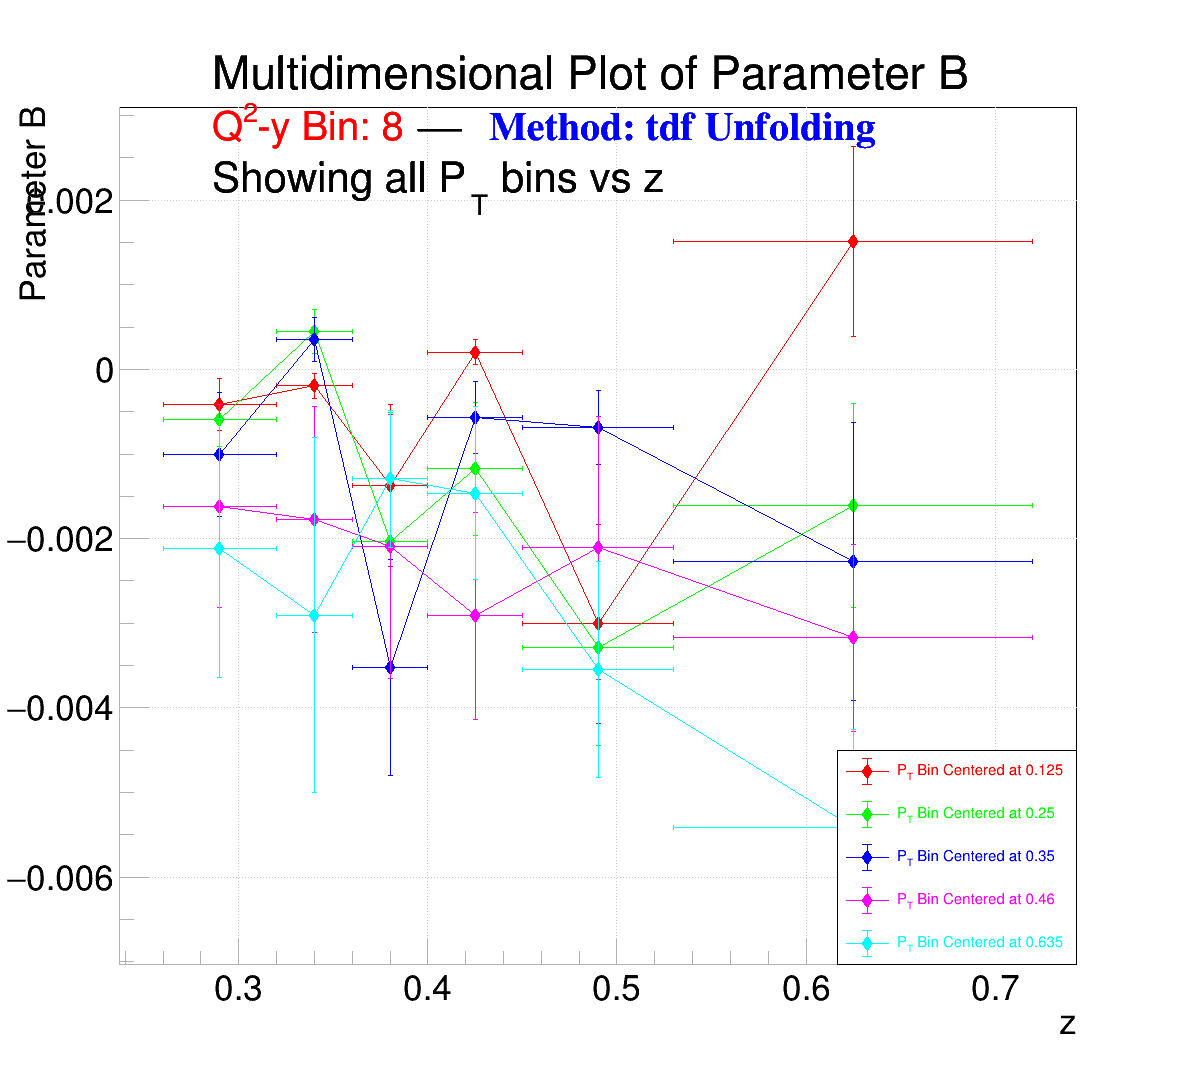 Multidimensional Plot of Parameter B
Q²-y Bin: 8 — Method: tdf Unfolding
Showing all P_T bins vs z
Parameter B
0.002
0
−0.002
−0.004
−0.006
P_T Bin Centered at 0.125
P_T Bin Centered at 0.25
P_T Bin Centered at 0.35
P_T Bin Centered at 0.46
P_T Bin Centered at 0.635
0.3 0.4 0.5 0.6 0.7
z